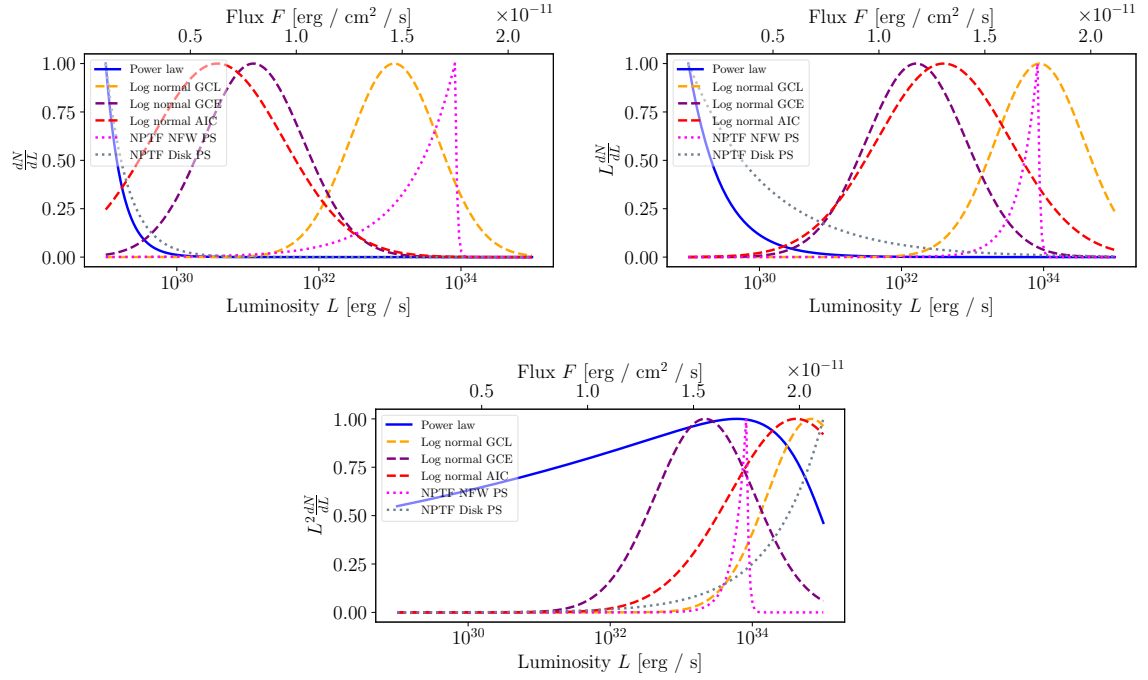 Flux F [erg / cm² / s]
×10⁻¹¹
0.5 1.0 1.5 2.0
1.00
0.75
0.50
0.25
0.00
dN/dL
Power law
Log normal GCL
Log normal GCE
Log normal AIC
NPTF NFW PS
NPTF Disk PS
10³⁰ 10³² 10³⁴
Luminosity L [erg / s]
Flux F [erg / cm² / s]
×10⁻¹¹
0.5 1.0 1.5 2.0
1.00
0.75
0.50
0.25
0.00
L dN/dL
Power law
Log normal GCL
Log normal GCE
Log normal AIC
NPTF NFW PS
NPTF Disk PS
10³⁰ 10³² 10³⁴
Luminosity L [erg / s]
Flux F [erg / cm² / s]
×10⁻¹¹
0.5 1.0 1.5 2.0
1.00
0.75
0.50
0.25
0.00
L² dN/dL
Power law
Log normal GCL
Log normal GCE
Log normal AIC
NPTF NFW PS
NPTF Disk PS
10³⁰ 10³² 10³⁴
Luminosity L [erg / s]